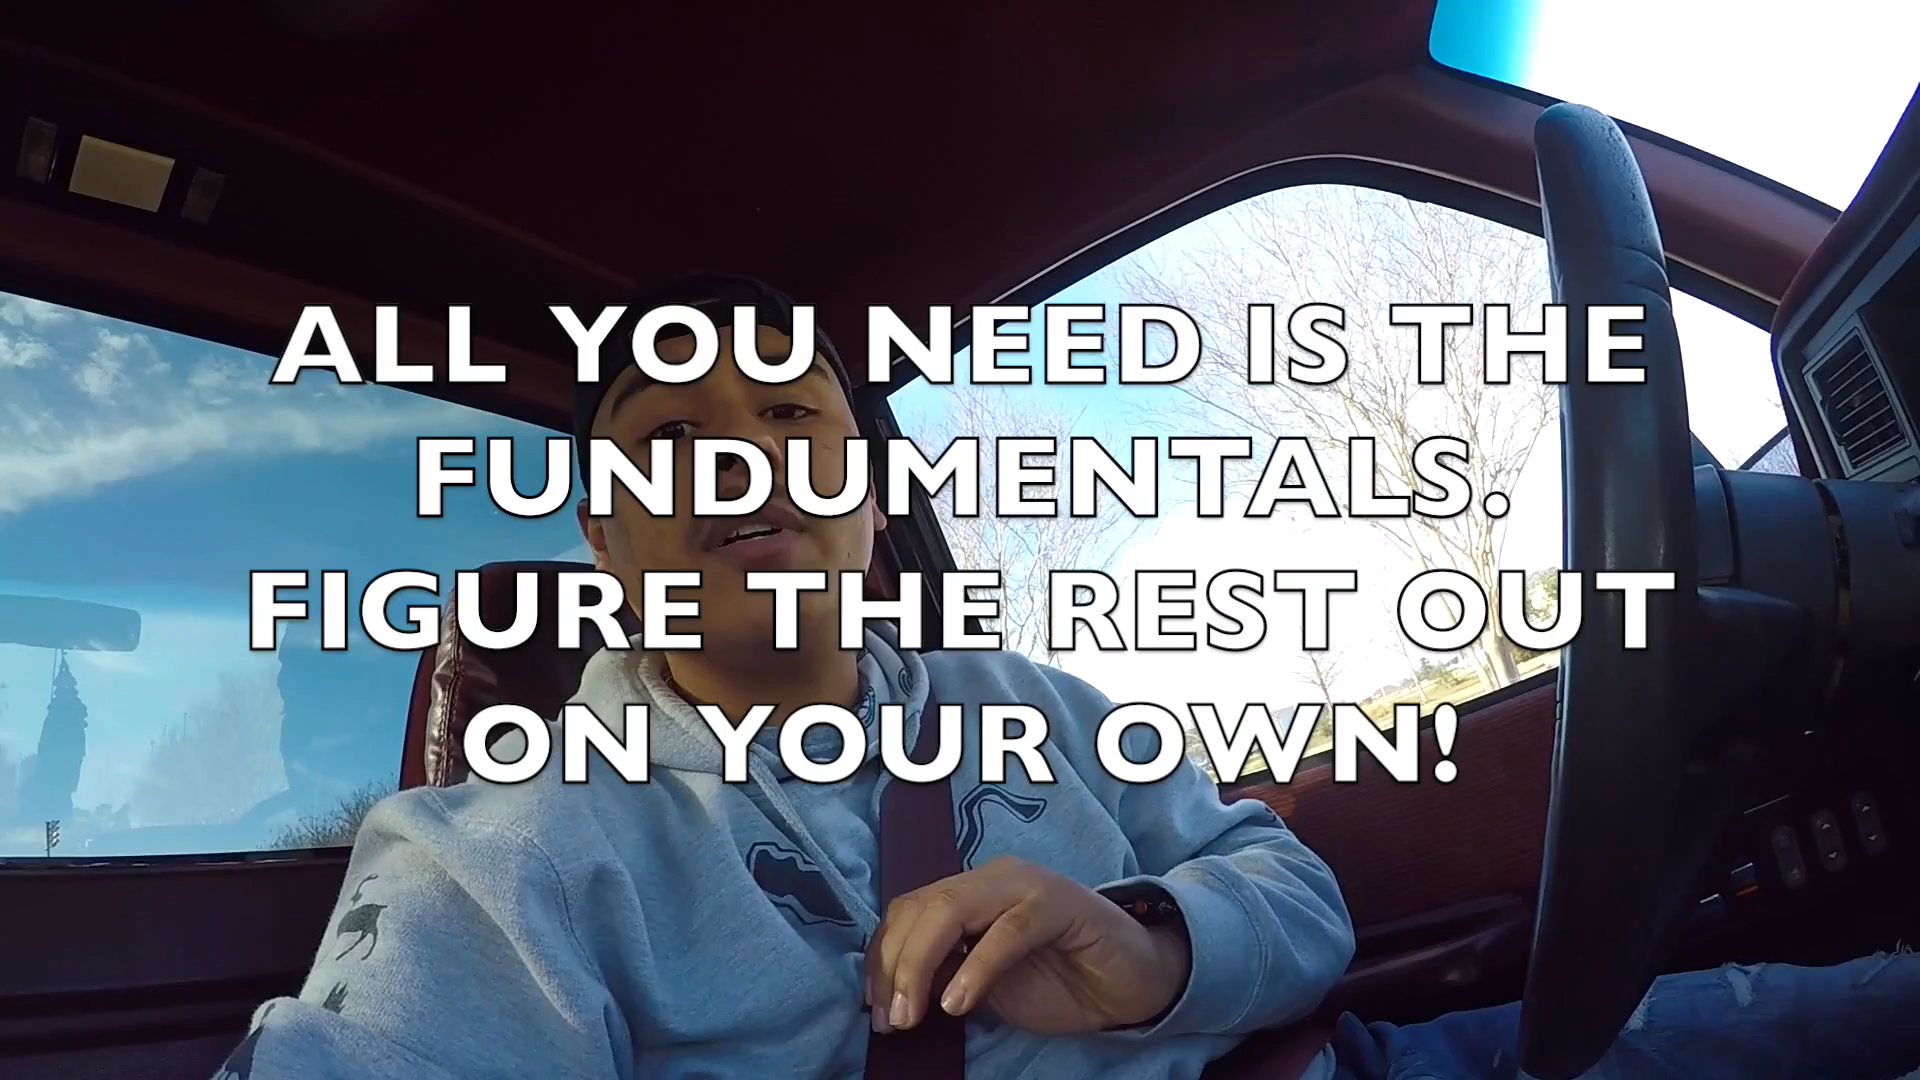 ALL YOU NEED IS THE
FUNDUMENTALS.
FIGURE THE REST OUT
ON YOUR OWN!